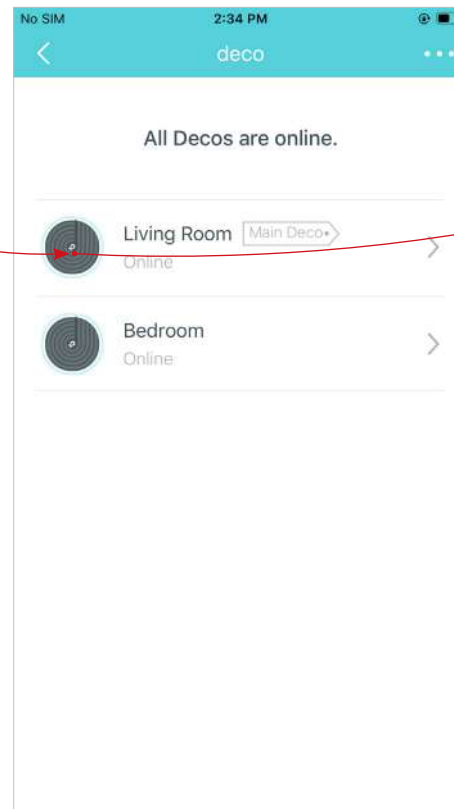 No SIM 2:34 PM
deco
All Decos are online.
Living Room Main Deco
Online
Bedroom
Online